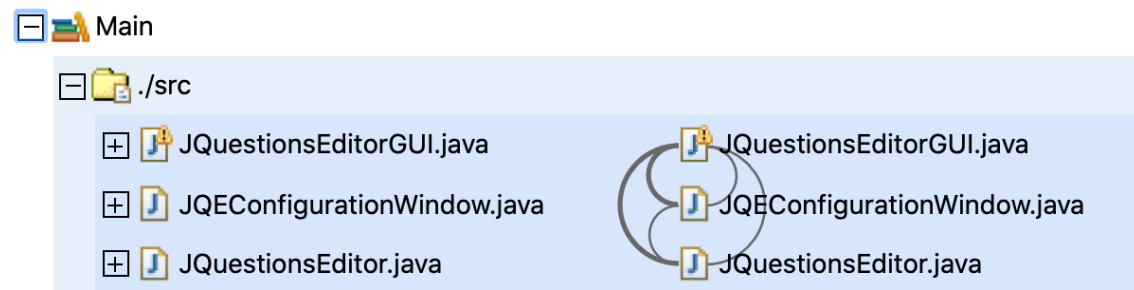 Main
./src
JQuestionsEditorGUI.java JQuestionsEditorGUI.java
JQEConfigurationWindow.java JQEConfigurationWindow.java
JQuestionsEditor.java JQuestionsEditor.java